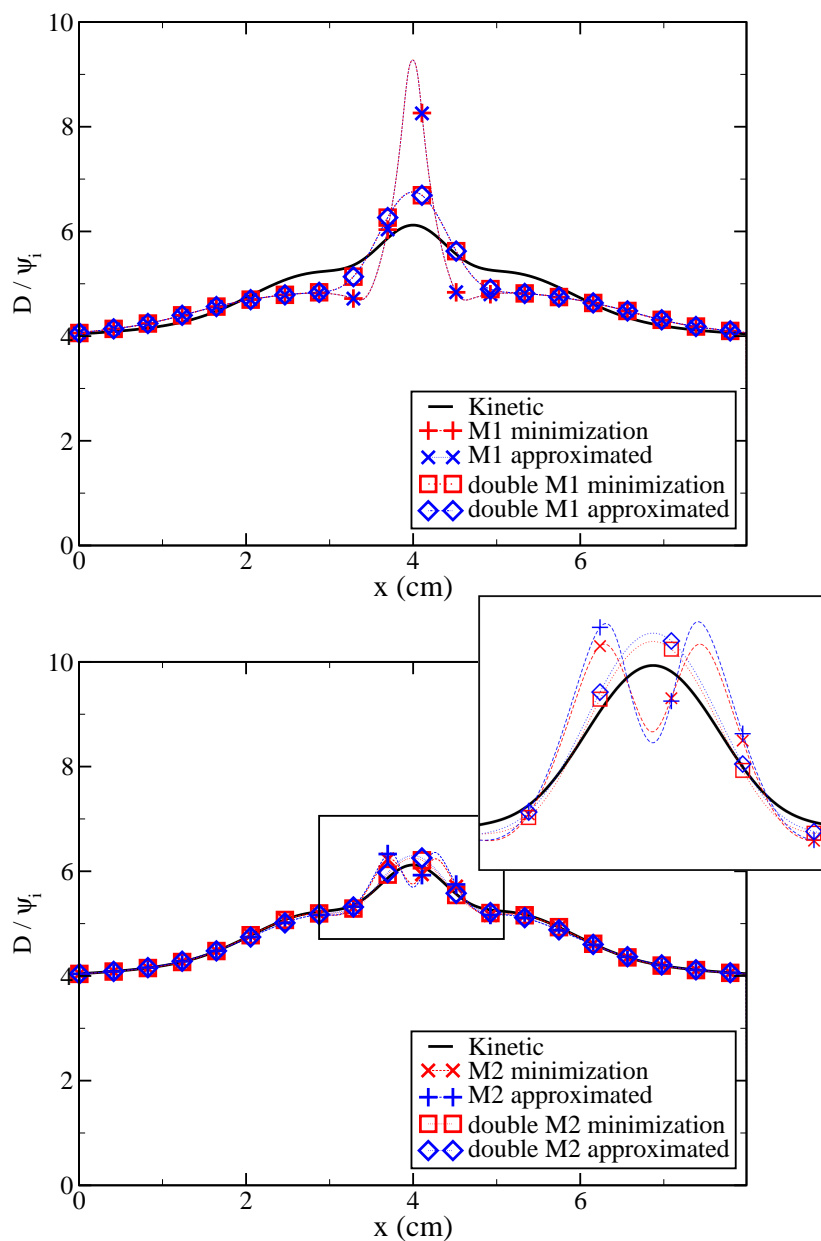 10
8
6
4
2
0
D / ψi
Kinetic
M1 minimization
M1 approximated
double M1 minimization
double M1 approximated
0
2
4
6
x (cm)
10
8
6
4
2
0
D / ψi
Kinetic
M2 minimization
M2 approximated
double M2 minimization
double M2 approximated
0
2
4
6
x (cm)